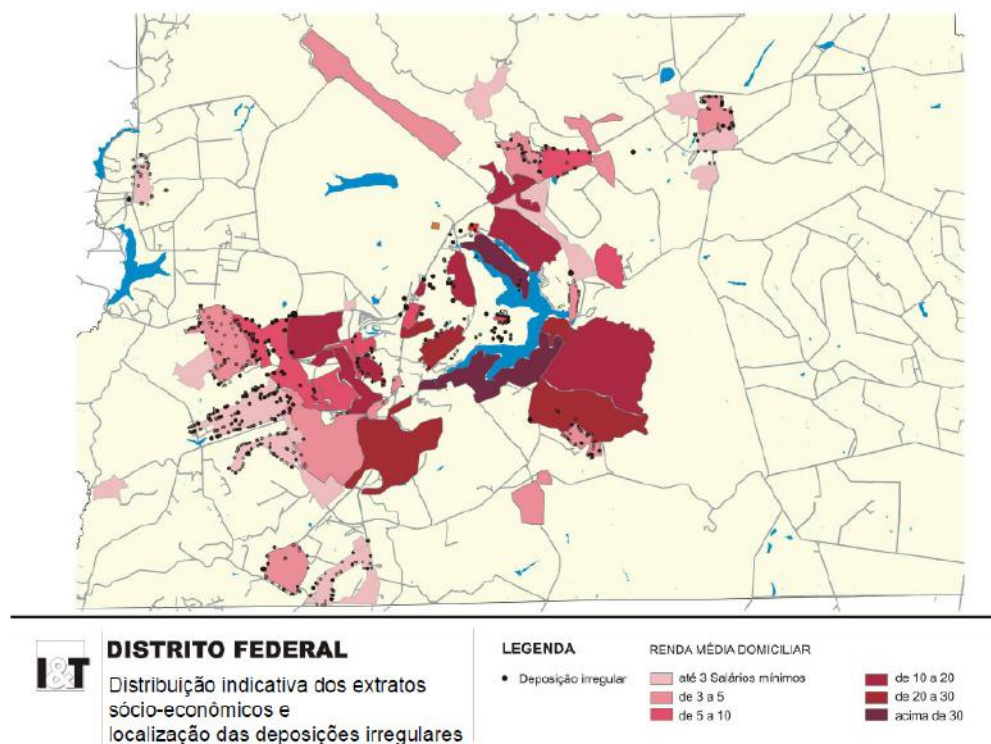 I&T
DISTRITO FEDERAL
Distribuição indicativa dos extratos
sócio-econômicos e
localização das deposições irregulares
LEGENDA
Deposição irregular
RENDA MÉDIA DOMICILIAR
até 3 Salários mínimos
de 3 a 5
de 5 a 10
de 10 a 20
de 20 a 30
acima de 30